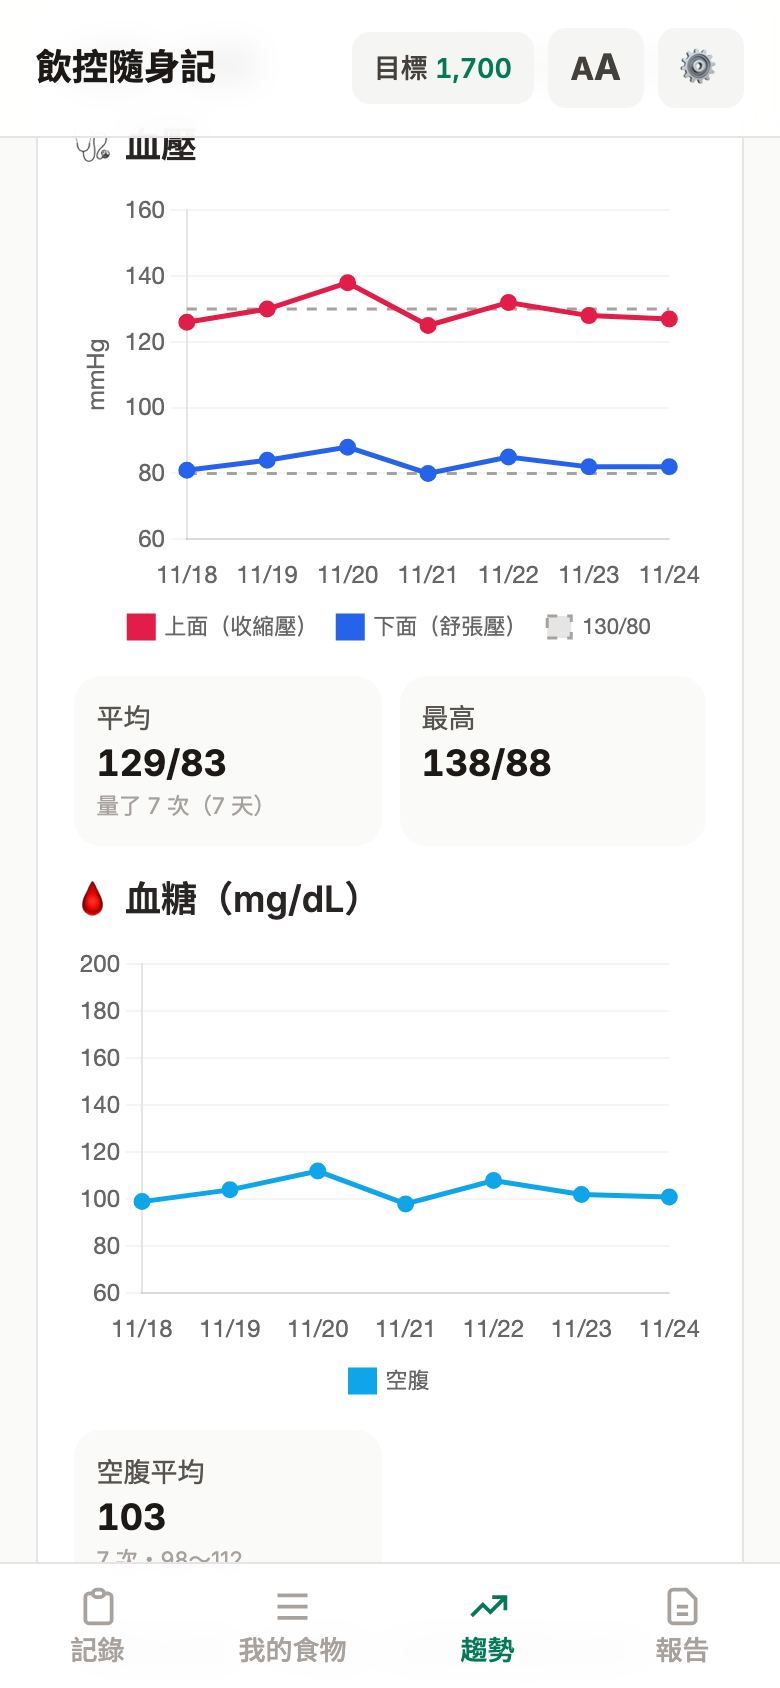 飲控隨身記
目標 1,700
AA
血壓
160
140
120
100
80
60
mmHg
11/18 11/19 11/20 11/21 11/22 11/23 11/24
上面（收縮壓） 下面（舒張壓） 130/80
平均
129/83
量了 7 次（7 天）
最高
138/88
血糖（mg/dL）
200
180
160
140
120
100
80
60
11/18 11/19 11/20 11/21 11/22 11/23 11/24
空腹
空腹平均
103
7 次・98～112
記錄 我的食物 趨勢 報告